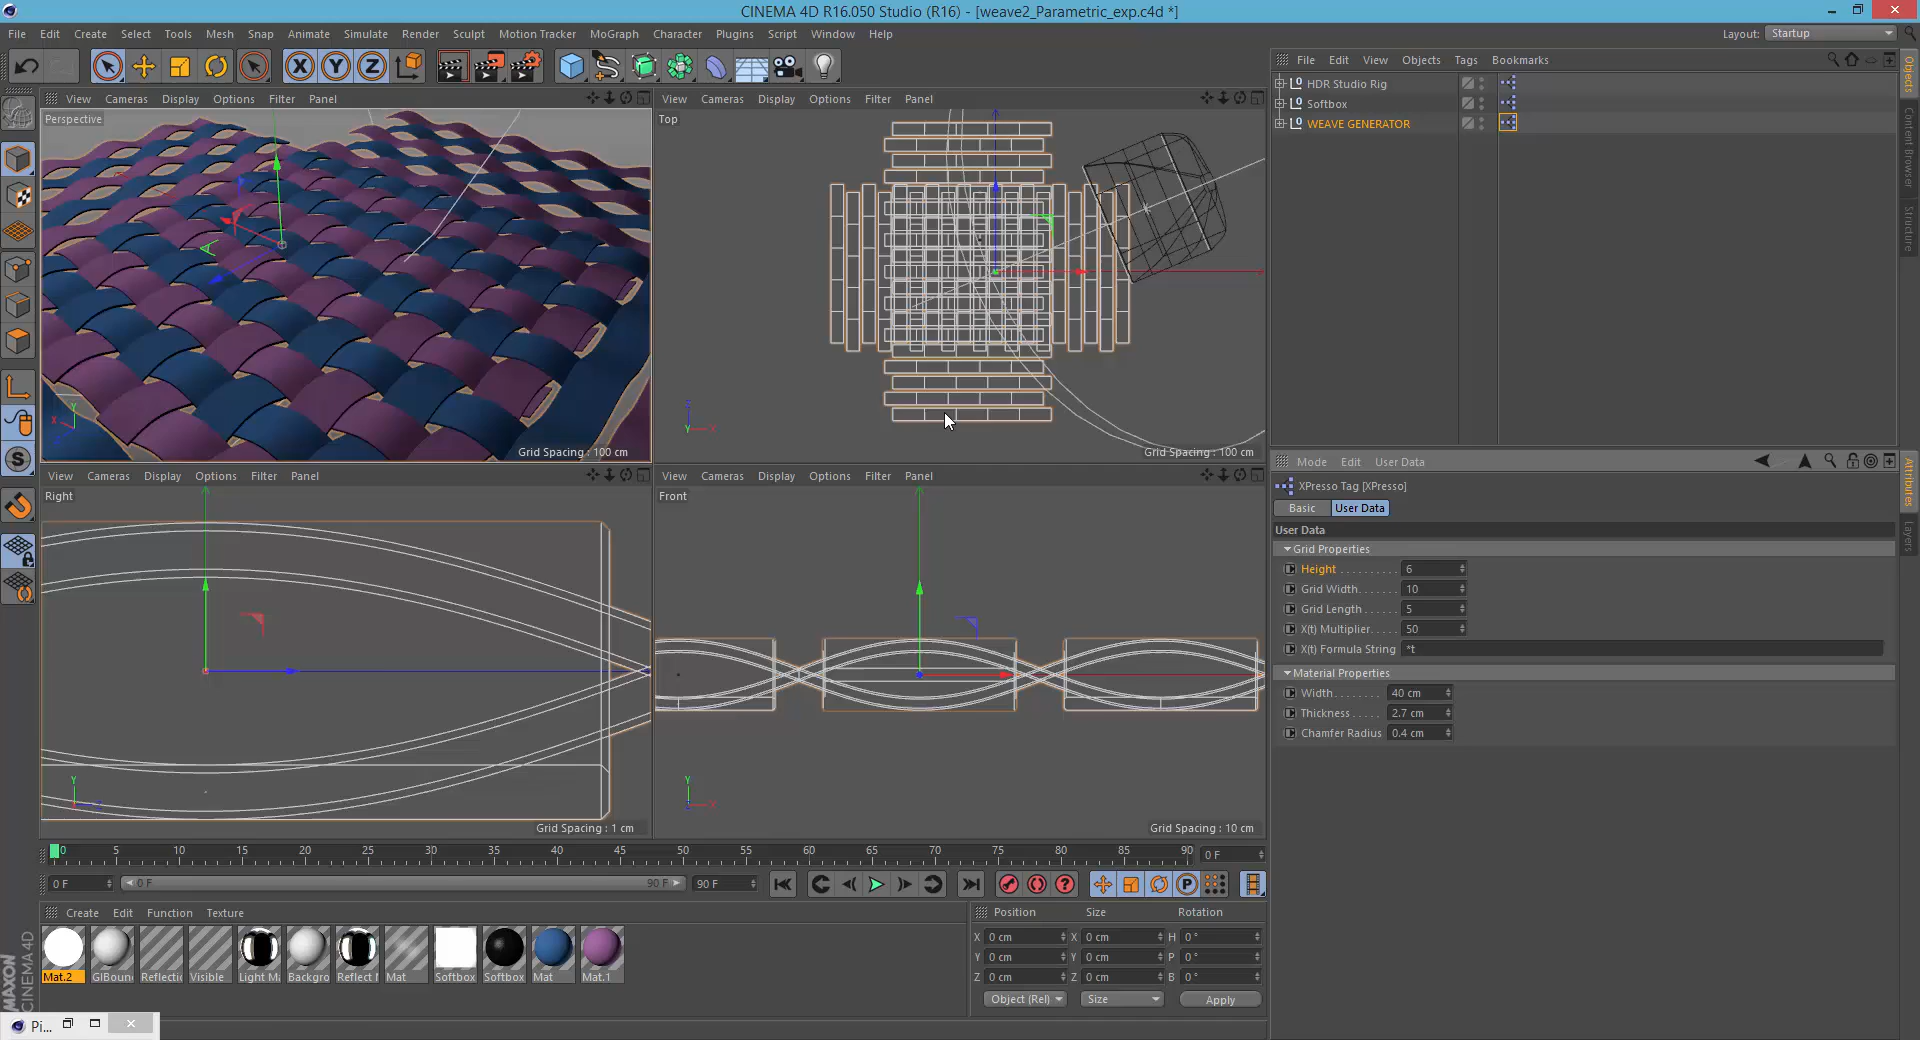 CINEMA 4D R16.050 Studio (R16) - [weave2_Parametric_exp.c4d *]
File Edit Create Select Tools Mesh Snap Animate Simulate Render Sculpt Motion Tracker MoGraph Character Plugins Script Window Help
Layout: Startup
File Edit View Objects Tags Bookmarks
HDR Studio Rig
Softbox
WEAVE GENERATOR
Objects
Content Browser
Structure
View Cameras Display Options Filter Panel
Perspective
Grid Spacing : 100 cm
View Cameras Display Options Filter Panel
Top
Grid Spacing : 100 cm
View Cameras Display Options Filter Panel
Right
Grid Spacing : 1 cm
View Cameras Display Options Filter Panel
Front
Grid Spacing : 10 cm
Mode Edit User Data
XPresso Tag [XPresso]
Basic User Data
User Data
Grid Properties
Height 6
Grid Width 10
Grid Length 5
X(t) Multiplier 50
X(t) Formula String *t
Material Properties
Width 40 cm
Thickness 2.7 cm
Chamfer Radius 0.4 cm
Attributes
Layers
0 5 10 15 20 25 30 35 40 45 50 55 60 65 70 75 80 85 90
0 F
0 F 0 F 90 F 90 F
Create Edit Function Texture
Mat.2 GIBoun Reflectic Visible Light Ma Backgro Reflect Mat Softbox Softbox Mat Mat.1
Position Size Rotation
X 0 cm X 0 cm H 0 °
Y 0 cm Y 0 cm P 0 °
Z 0 cm Z 0 cm B 0 °
Object (Rel) Size Apply
MAXON
CINEMA 4D
Pi...